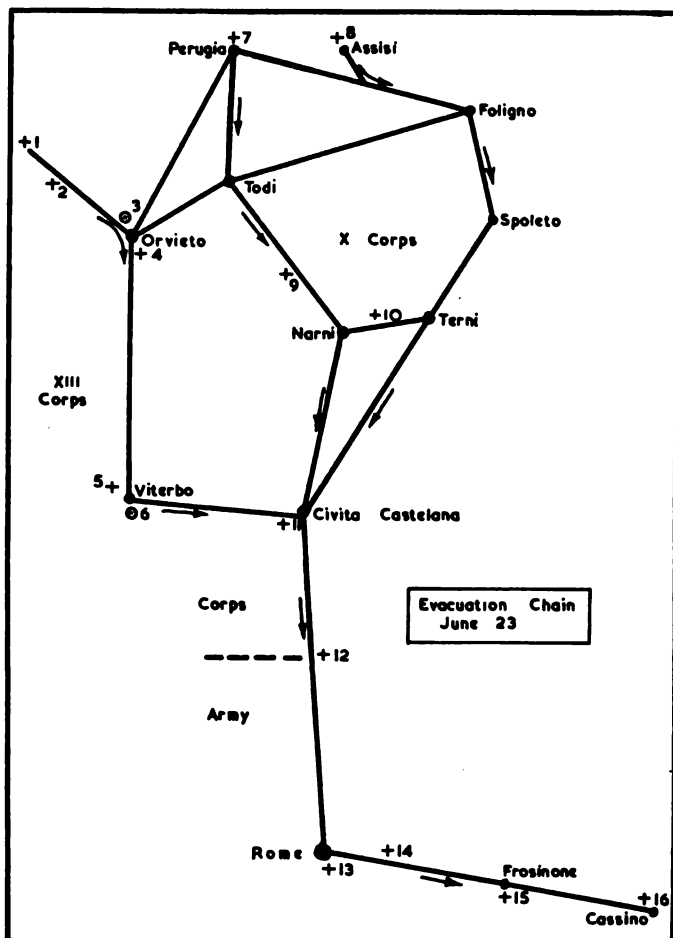 +7
Perugia
+8
Assisi
Foligno
+1
+2
3
Orvieto
+4
Todi
Spoleto
X Corps
+9
+10
Narni
Terni
XIII
Corps
5+
Viterbo
6
+11
Civita Castelana
Corps
Evacuation Chain
June 23
+12
Army
Rome
+13
+14
Frosinone
+15
+16
Cassino